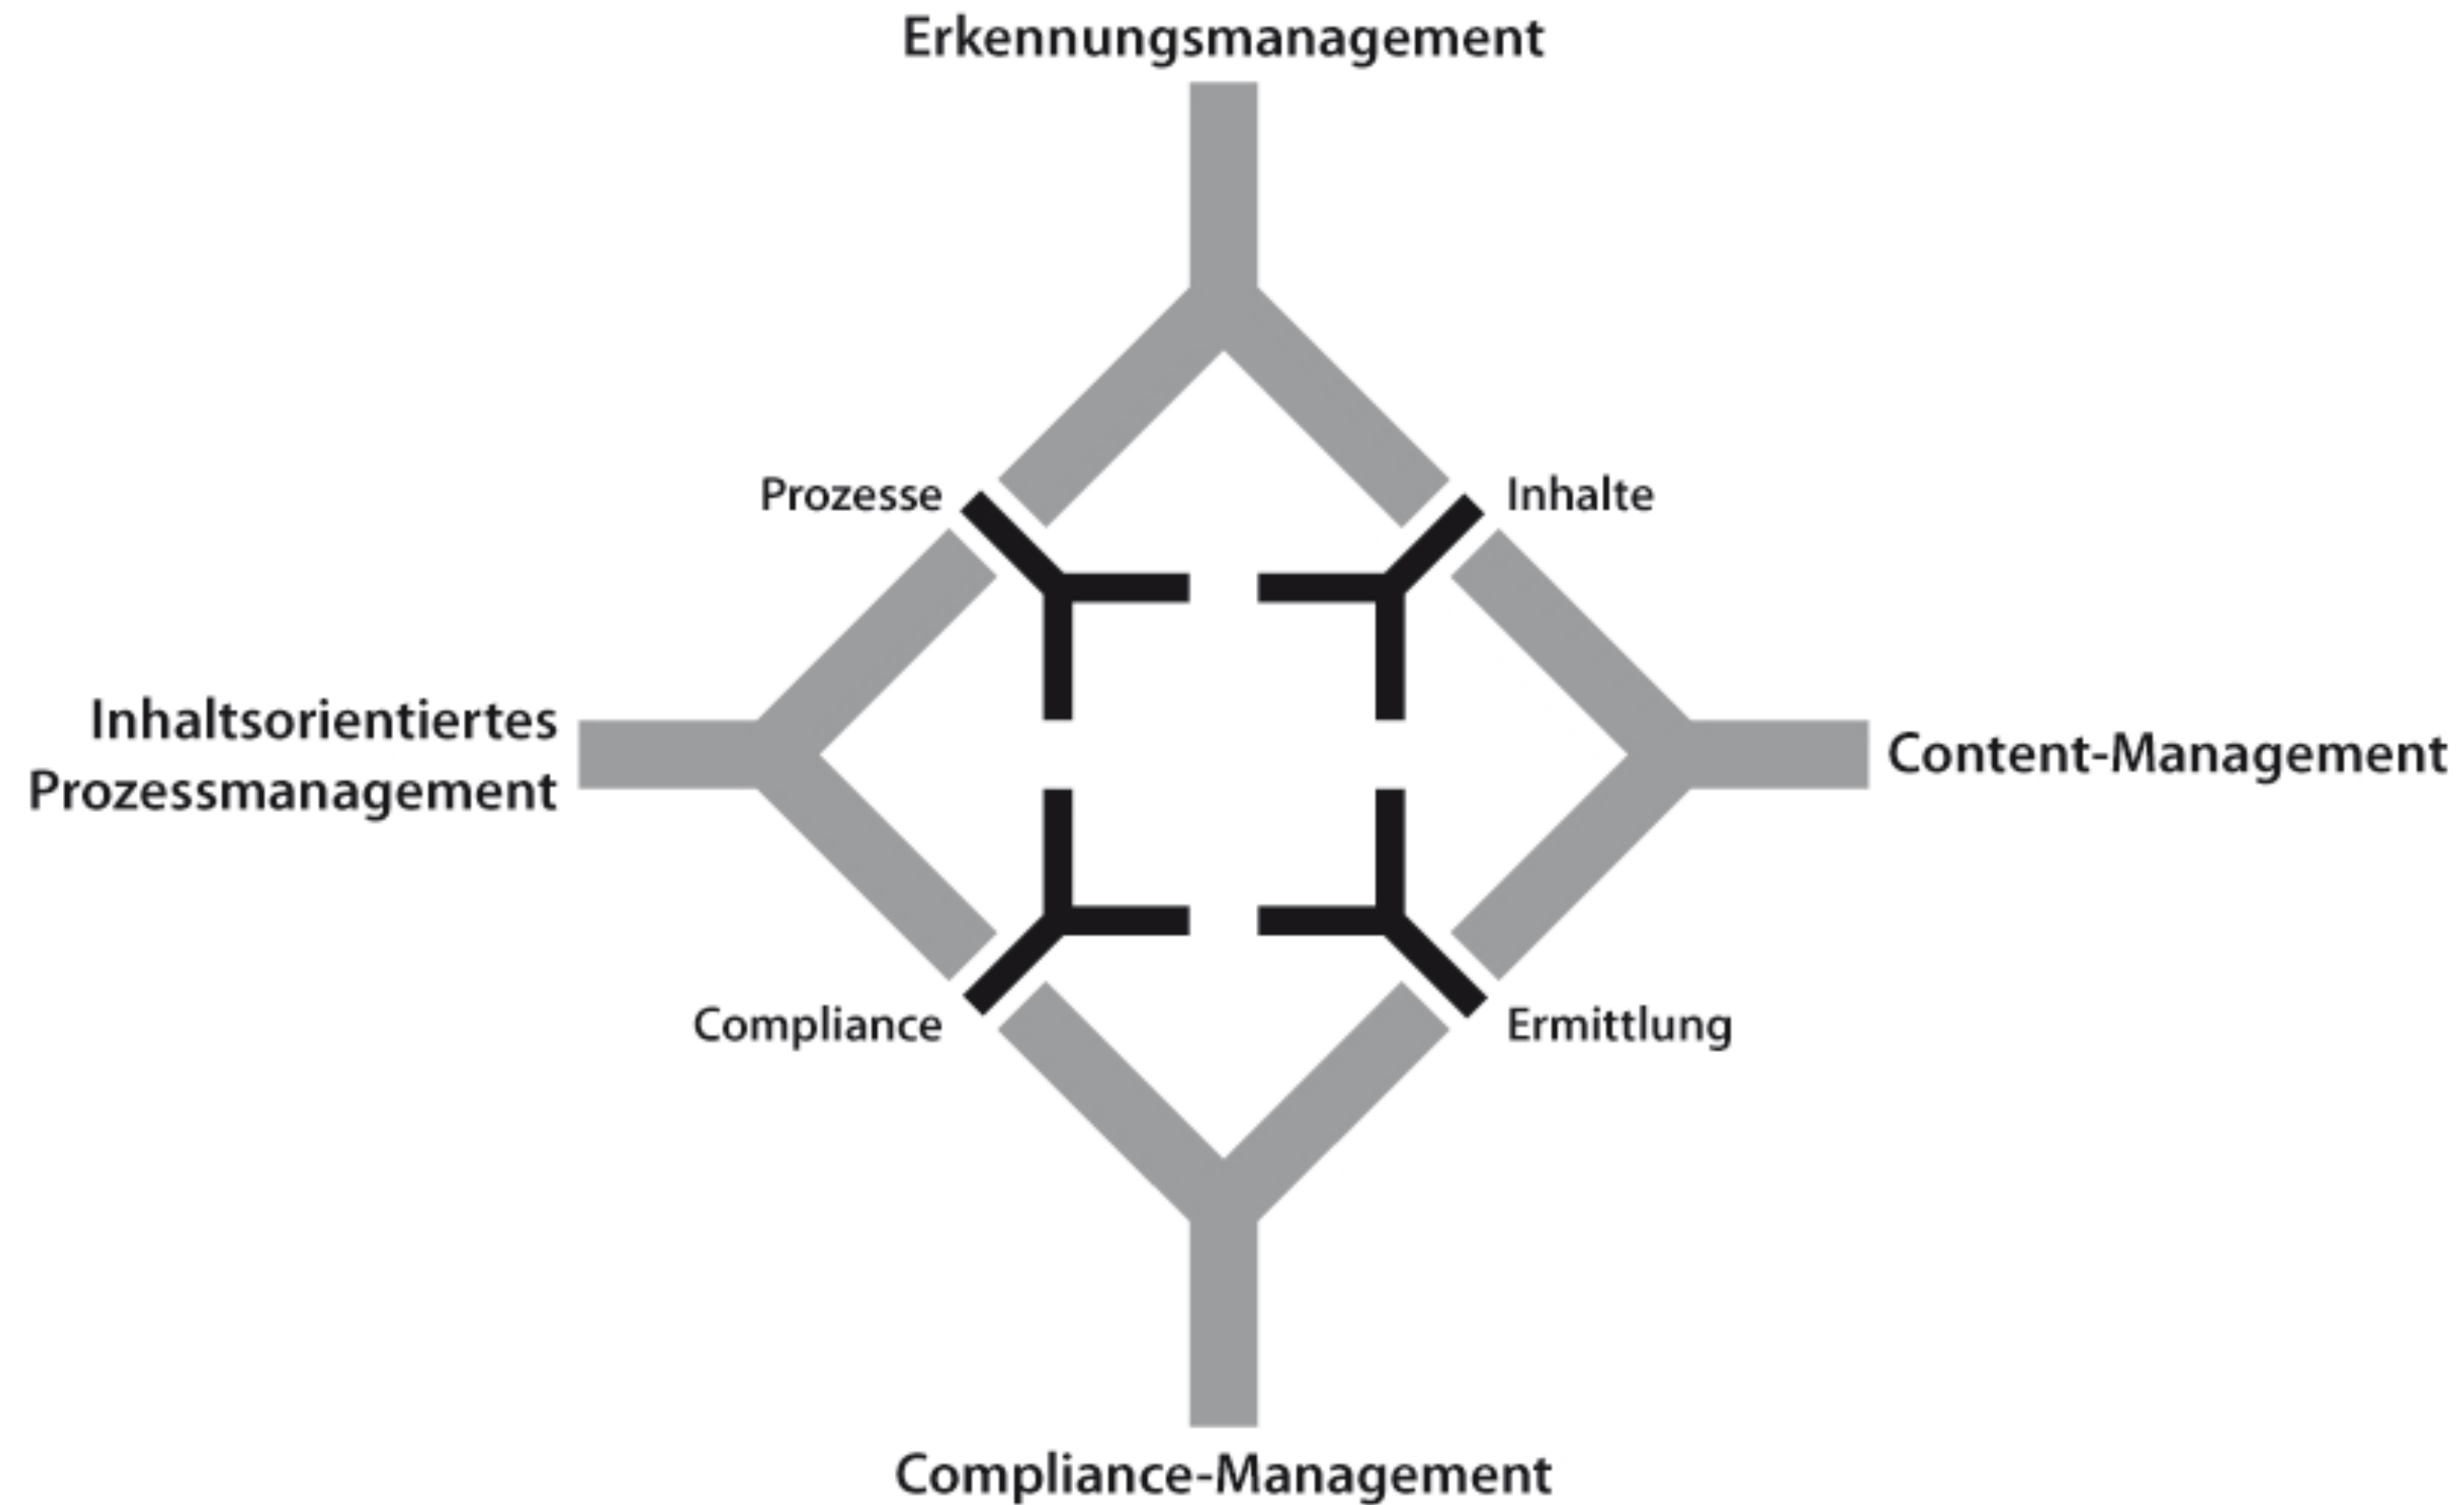 Erkennungsmanagement
Prozesse
Inhalte
Inhaltsorientiertes
Prozessmanagement
Content-Management
Compliance
Ermittlung
Compliance-Management